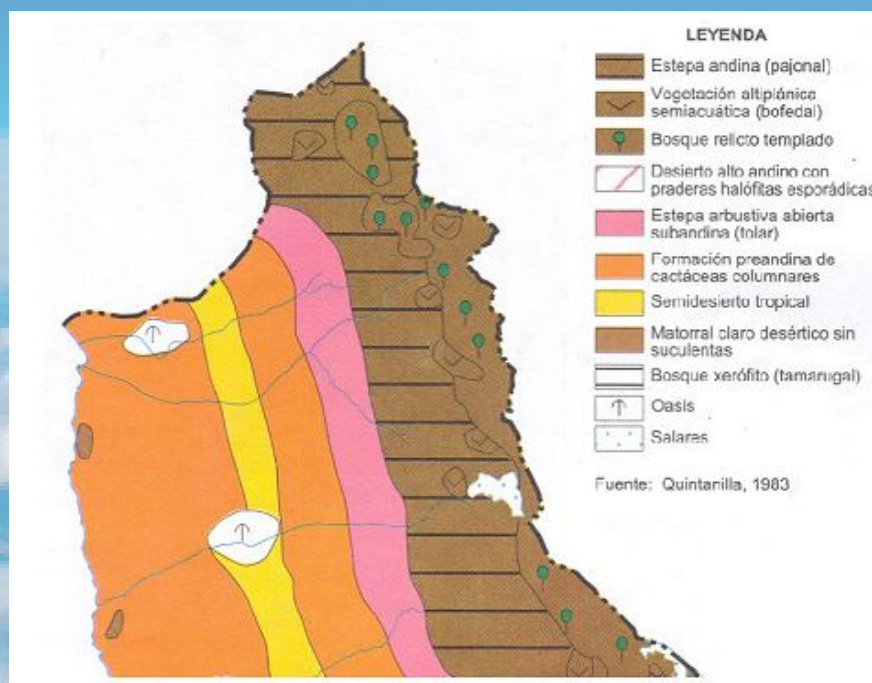 LEYENDA
Estepa andina (pajonal)
Vogetación altiplánica
semiacuática (bofedal)
Bosque relicto templado
Desierto alto andino con
praderas halófitas esporádicas
Estepa arbustiva abierta
subandina (tolar)
Formación preandina de
cactáceas columnares
Semidesierto tropical
Matorral claro desértico sin
suculentas
Bosque xerófito (tamarugal)
Oasis
Salares
Fuente: Quintanilla, 1983